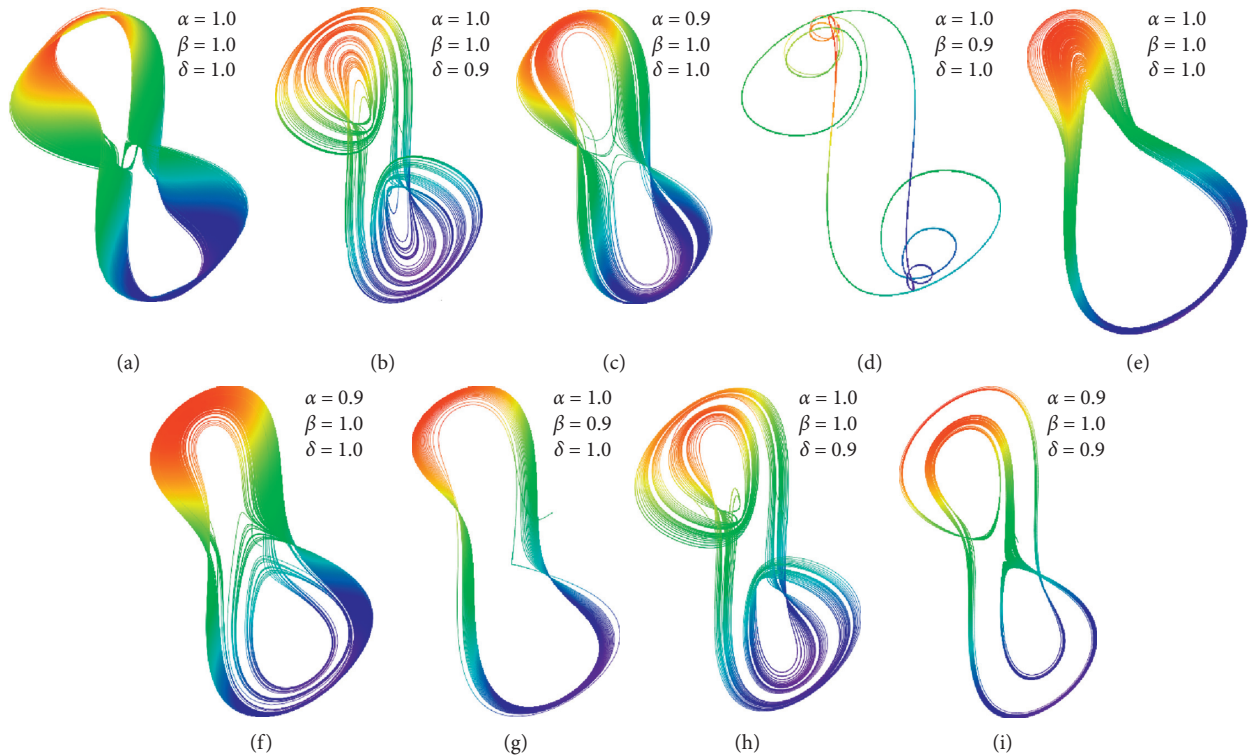 α = 1.0
β = 1.0
δ = 1.0
α = 1.0
β = 1.0
δ = 0.9
α = 0.9
β = 1.0
δ = 1.0
α = 1.0
β = 0.9
δ = 1.0
α = 1.0
β = 1.0
δ = 1.0
(a)
(b)
(c)
(d)
(e)
α = 0.9
β = 1.0
δ = 1.0
α = 1.0
β = 0.9
δ = 1.0
α = 1.0
β = 1.0
δ = 0.9
α = 0.9
β = 1.0
δ = 0.9
(f)
(g)
(h)
(i)